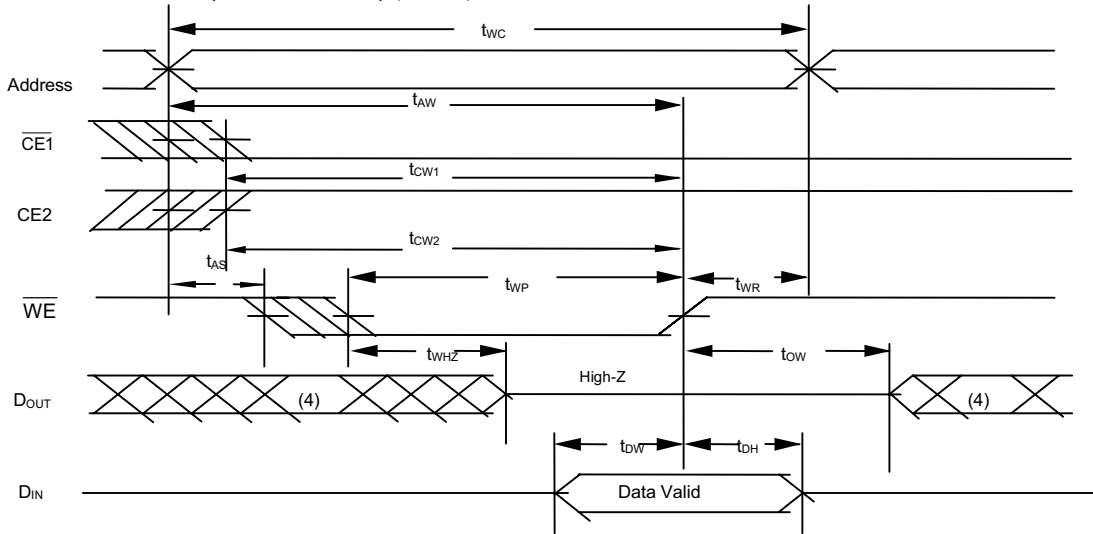 tWC
Address
tAW
CE1
tCW1
CE2
tCW2
tAS
tWP
tWR
WE
tWHZ
tOW
High-Z
DOUT
(4)
(4)
tDW
tDH
DIN
Data Valid